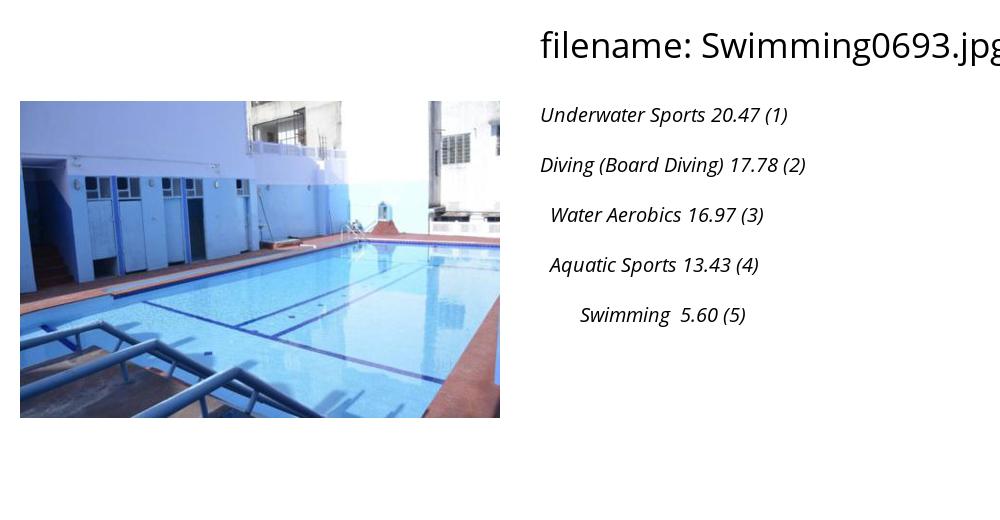 filename: Swimming0693.jpg
Underwater Sports 20.47 (1)
Diving (Board Diving) 17.78 (2)
Water Aerobics 16.97 (3)
Aquatic Sports 13.43 (4)
Swimming 5.60 (5)